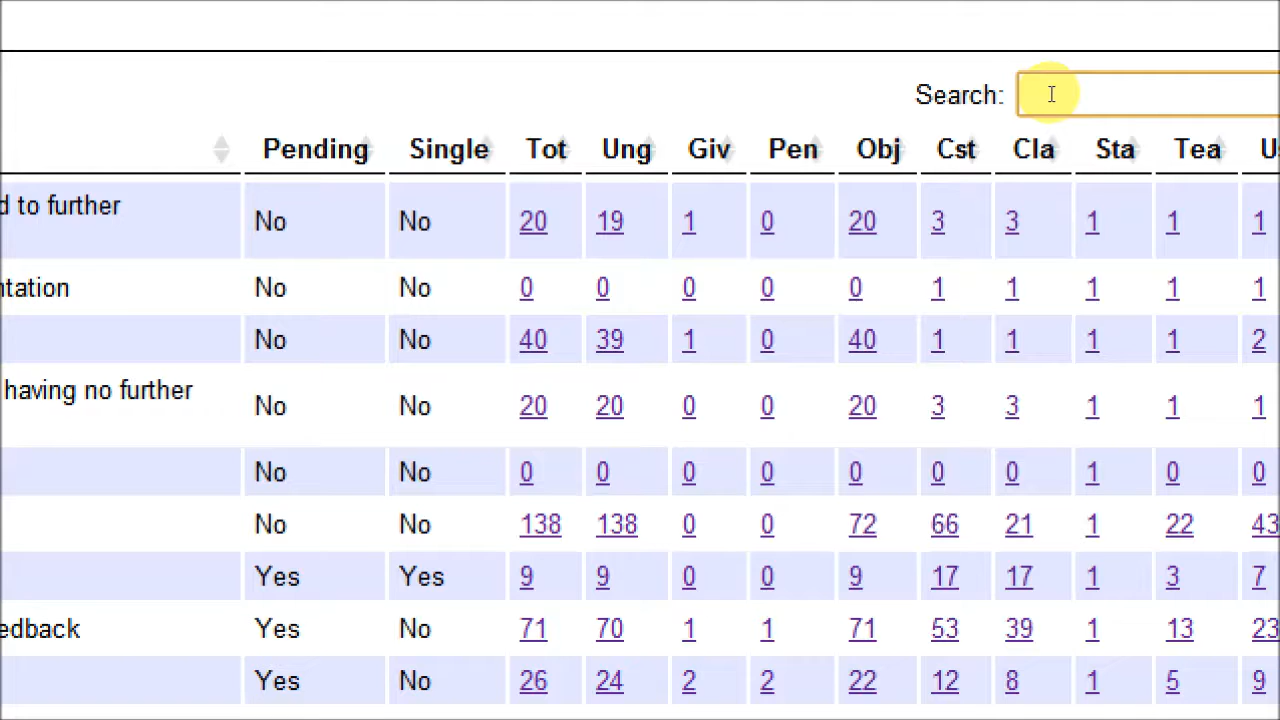 Search:
Pending Single Tot Ung Giv Pen Obj Cst Cla Sta Tea
d to further
No No 20 19 1 0 20 3 3 1 1 1
ntation No No 0 0 0 0 0 1 1 1 1 1
No No 40 39 1 0 40 1 1 1 1 2
having no further
No No 20 20 0 0 20 3 3 1 1 1
No No 0 0 0 0 0 0 0 1 0 0
No No 138 138 0 0 72 66 21 1 22 43
Yes Yes 9 9 0 0 9 17 17 1 3 7
edback Yes No 71 70 1 1 71 53 39 1 13 23
Yes No 26 24 2 2 22 12 8 1 5 9